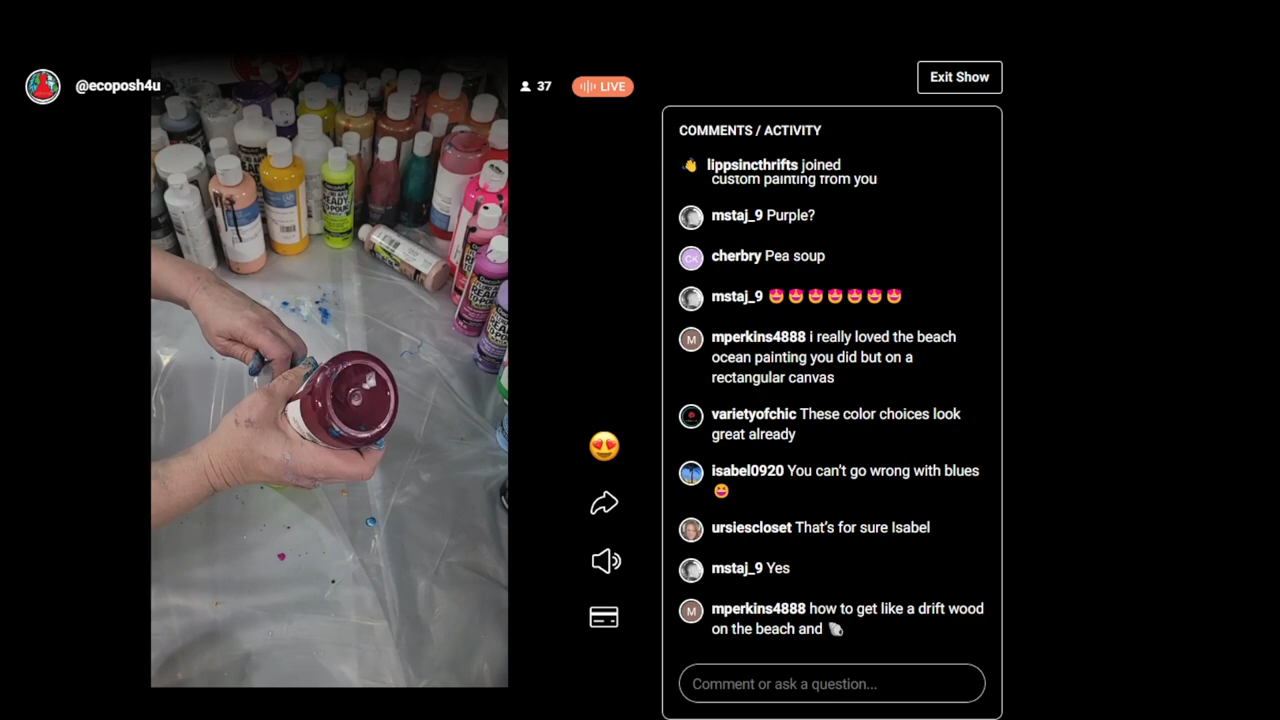 @ecoposh4u
37
LIVE
Exit Show
COMMENTS / ACTIVITY
lippsincthrifts joined
custom painting from you
mstaj_9 Purple?
CK
cherbry Pea soup
mstaj_9
M
mperkins4888 i really loved the beach
ocean painting you did but on a
rectangular canvas
varietyofchic These color choices look
great already
isabel0920 You can't go wrong with blues
ursiescloset That's for sure Isabel
mstaj_9 Yes
M
mperkins4888 how to get like a drift wood
on the beach and
Comment or ask a question...
READY